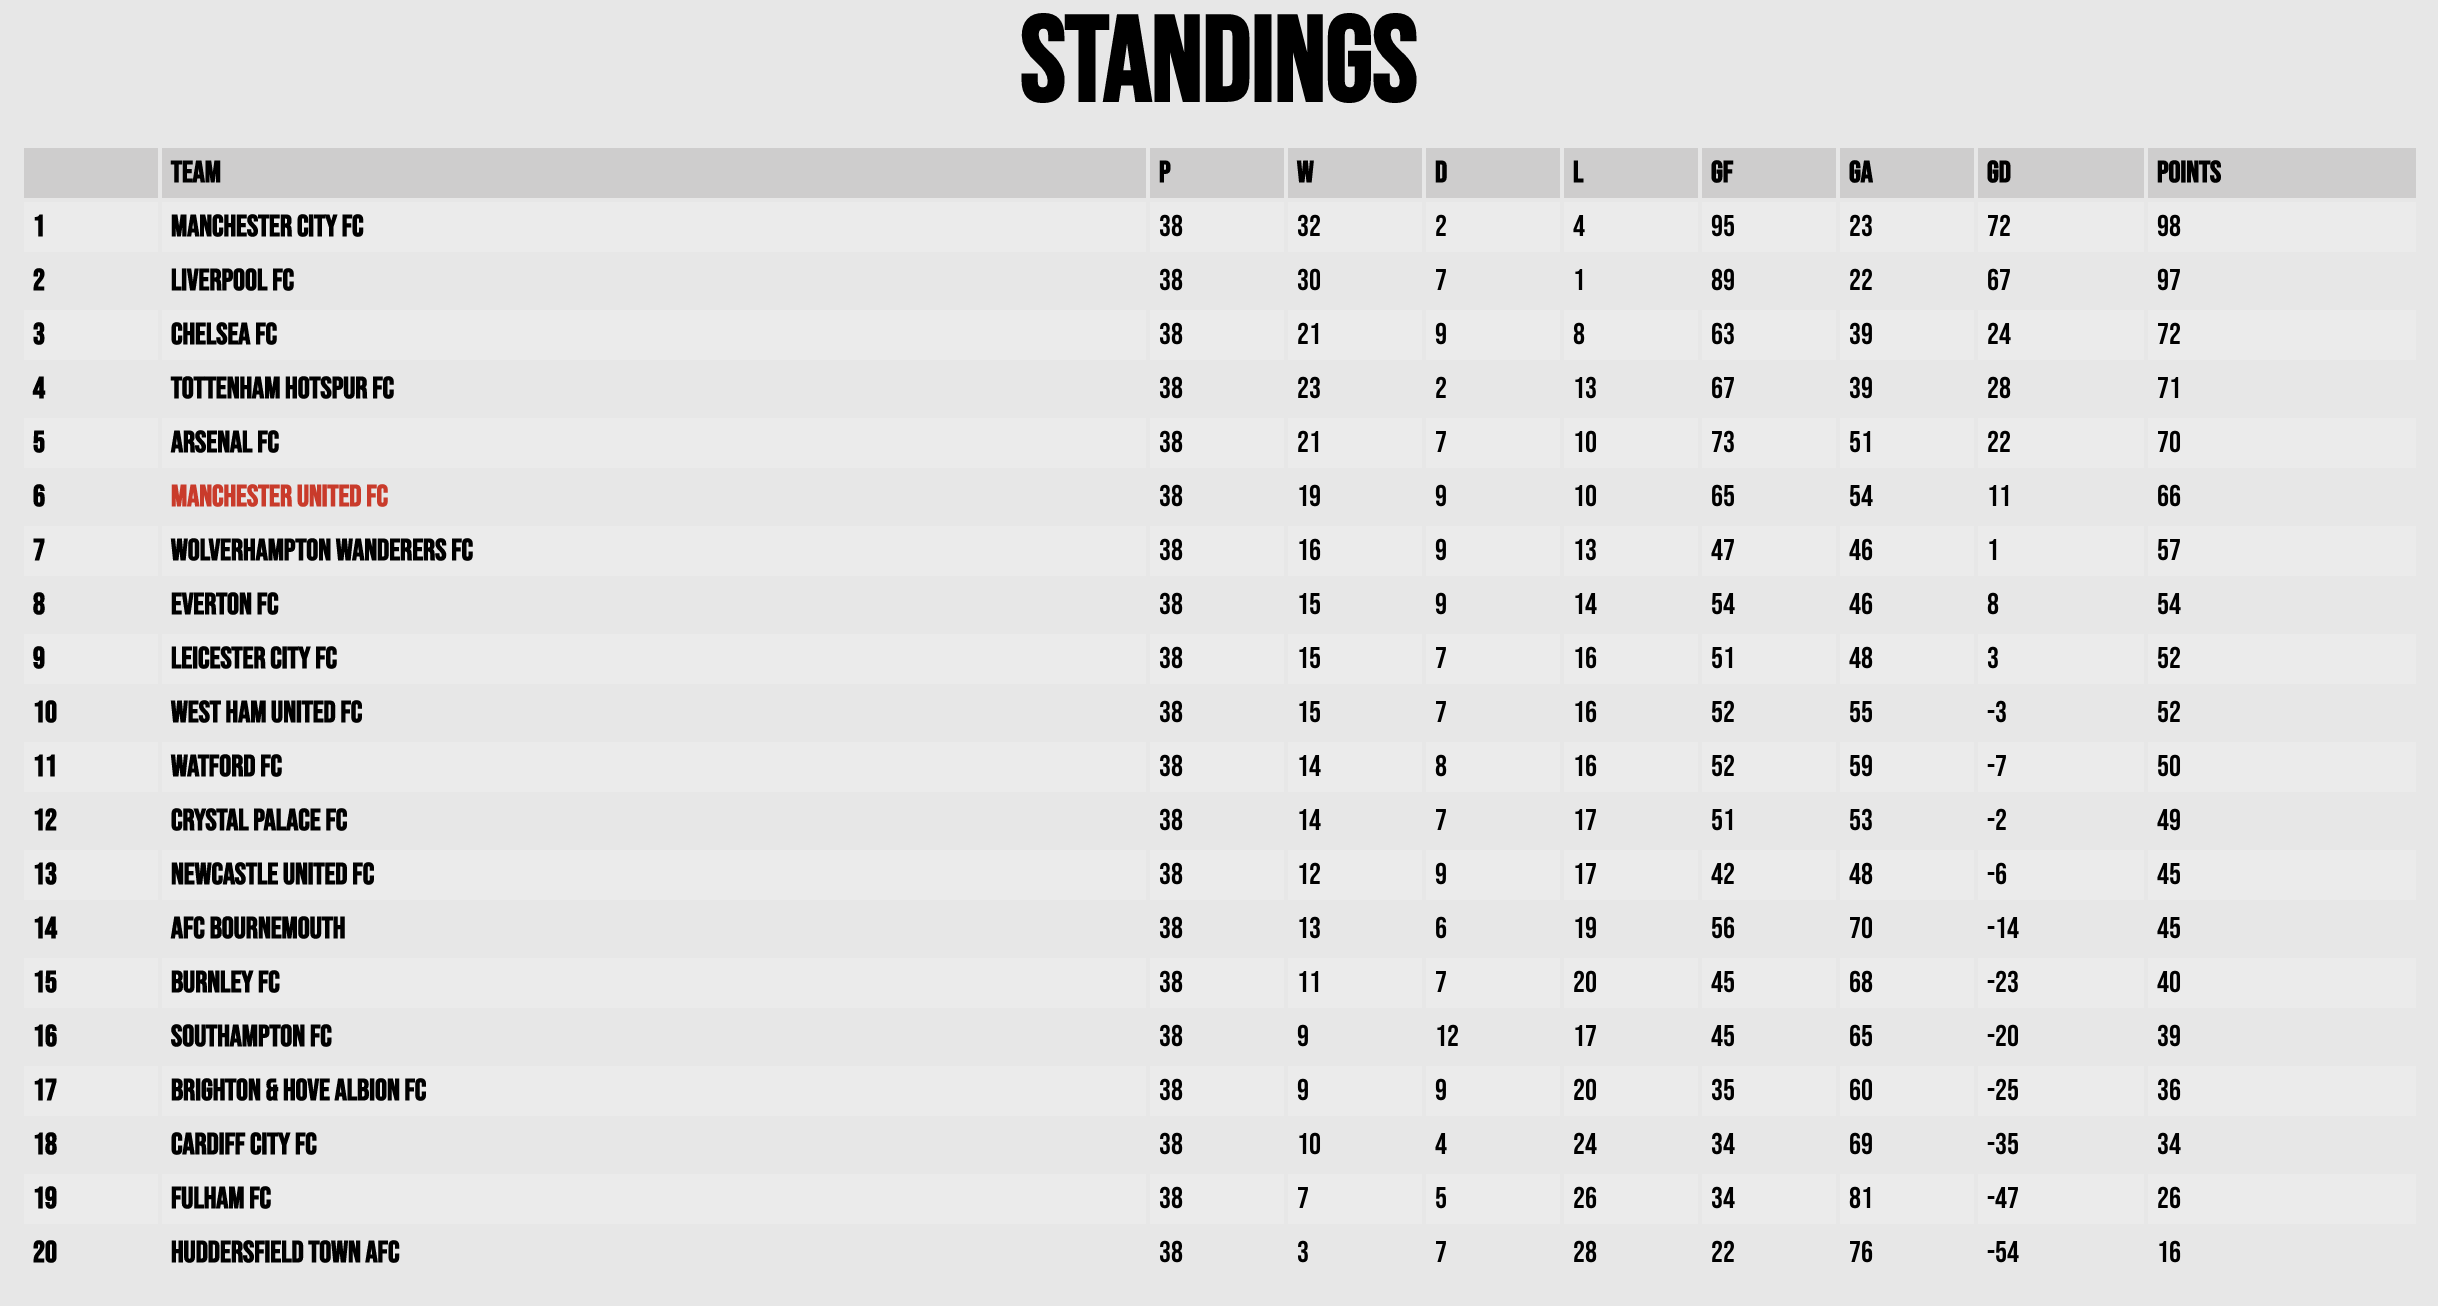 STANDINGS
TEAM P W D L GF GA GD POINTS
1 MANCHESTER CITY FC 38 32 2 4 95 23 72 98
2 LIVERPOOL FC 38 30 7 1 89 22 67 97
3 CHELSEA FC 38 21 9 8 63 39 24 72
4 TOTTENHAM HOTSPUR FC 38 23 2 13 67 39 28 71
5 ARSENAL FC 38 21 7 10 73 51 22 70
6 MANCHESTER UNITED FC 38 19 9 10 65 54 11 66
7 WOLVERHAMPTON WANDERERS FC 38 16 9 13 47 46 1 57
8 EVERTON FC 38 15 9 14 54 46 8 54
9 LEICESTER CITY FC 38 15 7 16 51 48 3 52
10 WEST HAM UNITED FC 38 15 7 16 52 55 -3 52
11 WATFORD FC 38 14 8 16 52 59 -7 50
12 CRYSTAL PALACE FC 38 14 7 17 51 53 -2 49
13 NEWCASTLE UNITED FC 38 12 9 17 42 48 -6 45
14 AFC BOURNEMOUTH 38 13 6 19 56 70 -14 45
15 BURNLEY FC 38 11 7 20 45 68 -23 40
16 SOUTHAMPTON FC 38 9 12 17 45 65 -20 39
17 BRIGHTON & HOVE ALBION FC 38 9 9 20 35 60 -25 36
18 CARDIFF CITY FC 38 10 4 24 34 69 -35 34
19 FULHAM FC 38 7 5 26 34 81 -47 26
20 HUDDERSFIELD TOWN AFC 38 3 7 28 22 76 -54 16